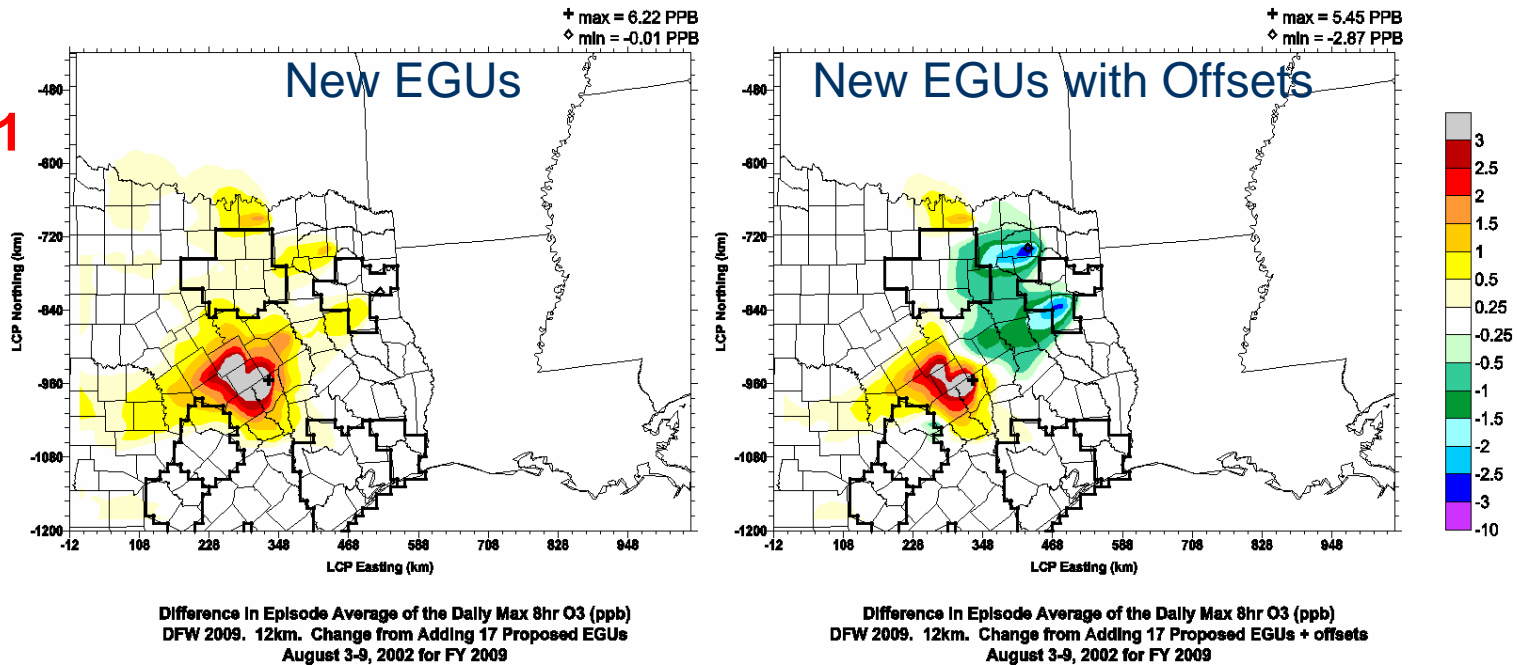 1
+ max = 6.22 PPB
◇ min = -0.01 PPB
New EGUs
-480
-600
-720
-840
-960
-1080
-1200
LCP Northing (km)
-12 108 228 348 468 588 708 828 948
LCP Easting (km)
Difference in Episode Average of the Daily Max 8hr O3 (ppb)
DFW 2009. 12km. Change from Adding 17 Proposed EGUs
August 3-9, 2002 for FY 2009
+ max = 5.45 PPB
◇ min = -2.87 PPB
New EGUs with Offsets
-480
-600
-720
-840
-960
-1080
-1200
LCP Northing (km)
-12 108 228 348 468 588 708 828 948
LCP Easting (km)
Difference in Episode Average of the Daily Max 8hr O3 (ppb)
DFW 2009. 12km. Change from Adding 17 Proposed EGUs + offsets
August 3-9, 2002 for FY 2009
3
2.5
2
1.5
1
0.5
0.25
-0.25
-0.5
-1
-1.5
-2
-2.5
-3
-10